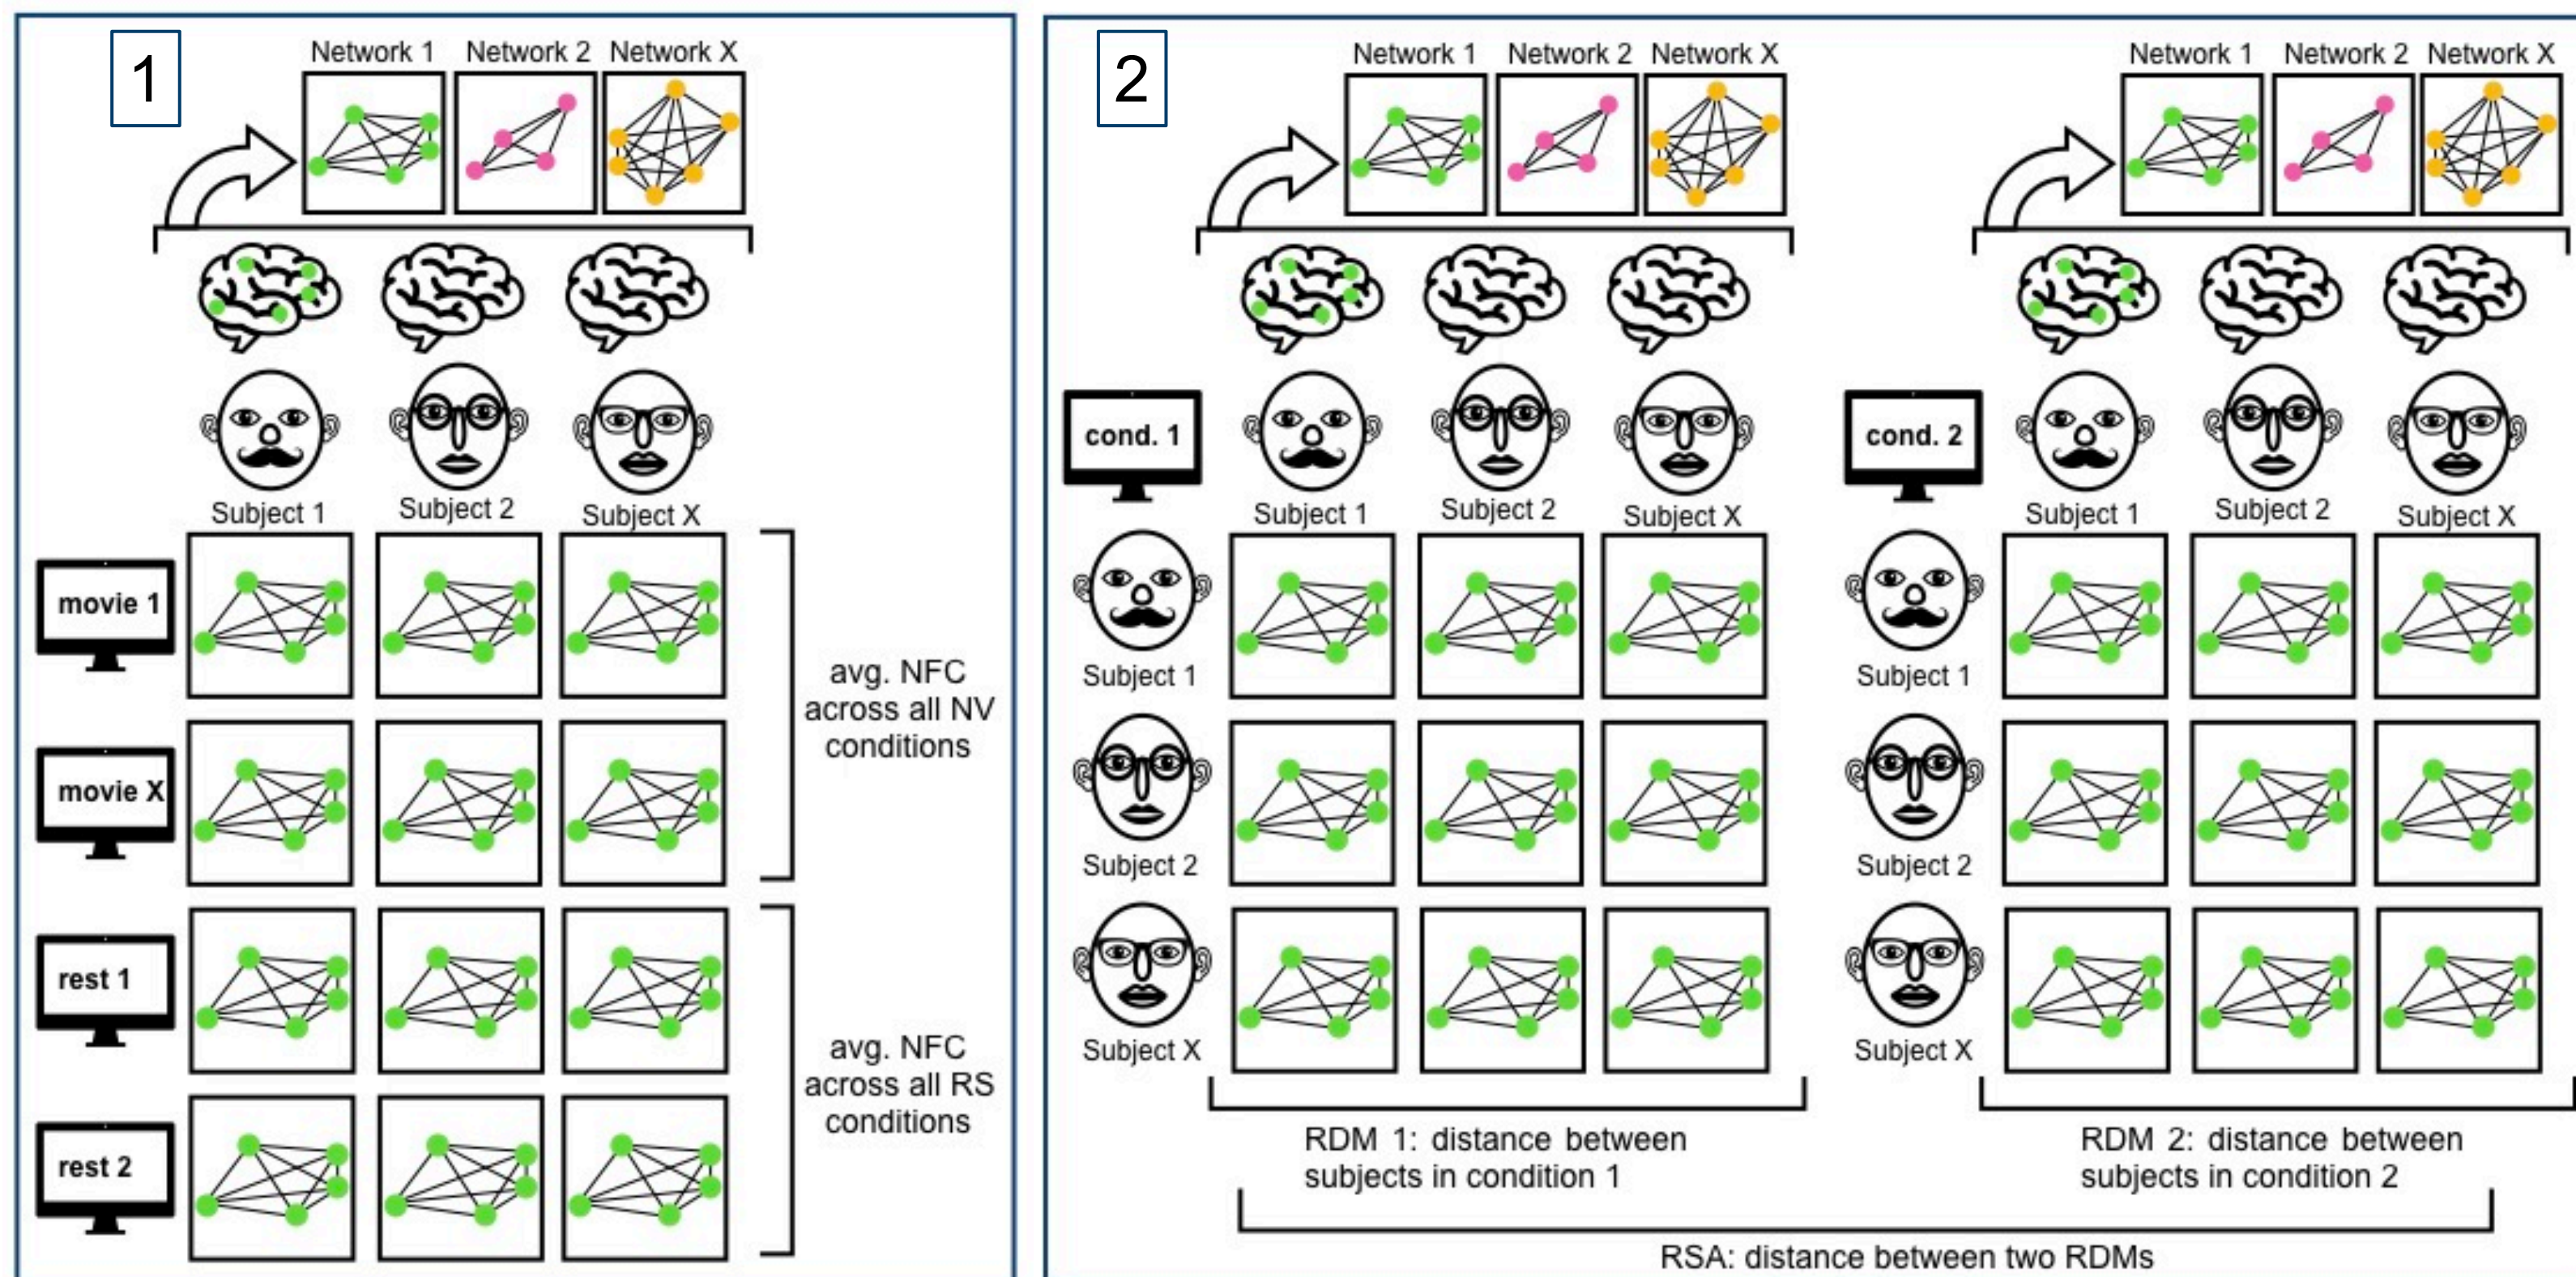 1
Network 1 Network 2 Network X
Subject 1 Subject 2 Subject X
movie 1
movie X
avg. NFC
across all NV
conditions
rest 1
rest 2
avg. NFC
across all RS
conditions
2
Network 1 Network 2 Network X
cond. 1
Subject 1 Subject 2 Subject X
Subject 1
Subject 2
Subject X
RDM 1: distance between
subjects in condition 1
Network 1 Network 2 Network X
cond. 2
Subject 1 Subject 2 Subject X
Subject 1
Subject 2
Subject X
RDM 2: distance between
subjects in condition 2
RSA: distance between two RDMs